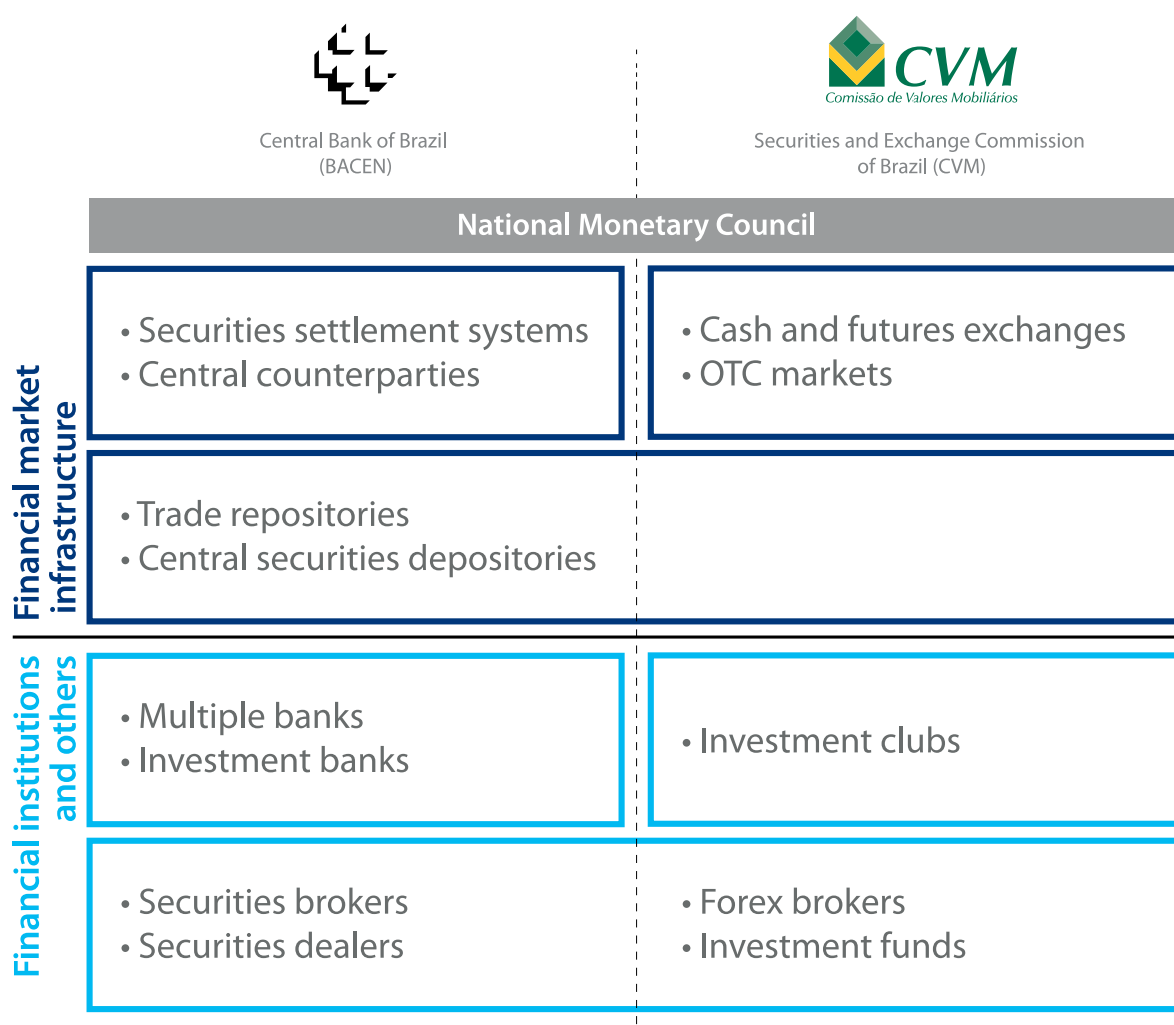 CVM
Comissão de Valores Mobiliários
Central Bank of Brazil
(BACEN)
Securities and Exchange Commission
of Brazil (CVM)
National Monetary Council
Financial market
infrastructure
• Securities settlement systems
• Central counterparties
• Cash and futures exchanges
• OTC markets
• Trade repositories
• Central securities depositories
Financial institutions
and others
• Multiple banks
• Investment banks
• Investment clubs
• Securities brokers
• Securities dealers
• Forex brokers
• Investment funds